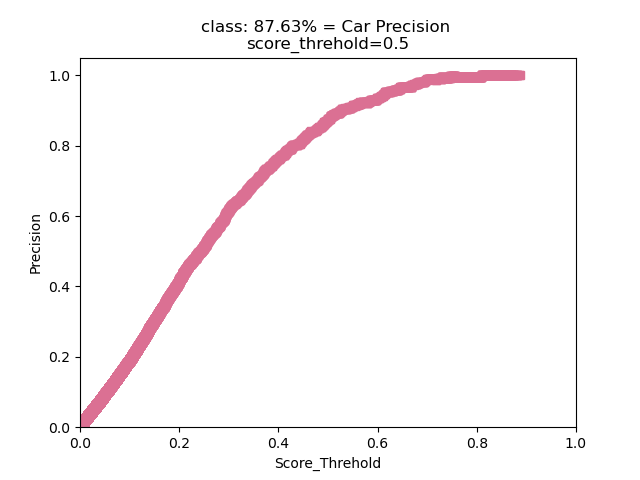 class: 87.63% = Car Precision
score_threhold=0.5
1.0
0.8
0.6
0.4
0.2
0.0
Precision
0.0 0.2 0.4 0.6 0.8 1.0
Score_Threhold